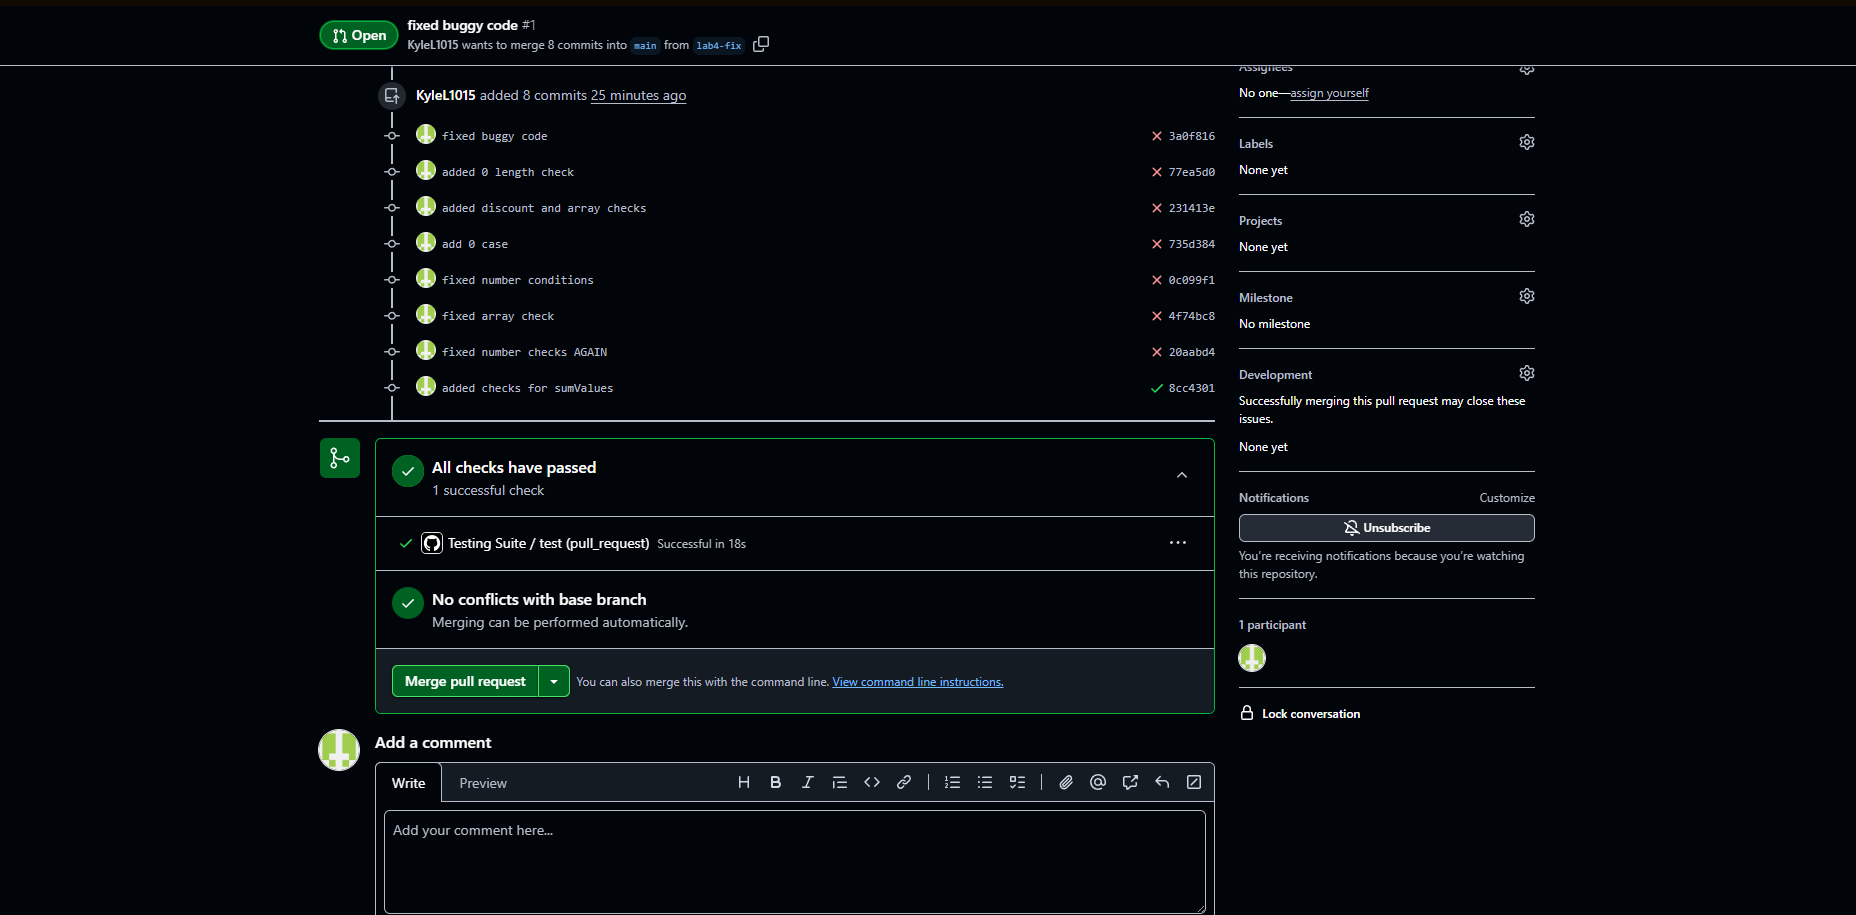 Open
fixed buggy code #1
KyleL1015 wants to merge 8 commits into main from lab4-fix
KyleL1015 added 8 commits 25 minutes ago
fixed buggy code 3a0f816
added 0 length check 77ea5d0
added discount and array checks 231413e
add 0 case 735d384
fixed number conditions 0c099f1
fixed array check 4f74bc8
fixed number checks AGAIN 20aabd4
added checks for sumValues 8cc4301
All checks have passed
1 successful check
Testing Suite / test (pull_request) Successful in 18s
No conflicts with base branch
Merging can be performed automatically.
Merge pull request You can also merge this with the command line. View command line instructions.
Add a comment
Write Preview
Add your comment here...
Assignees
No one—assign yourself
Labels
None yet
Projects
None yet
Milestone
No milestone
Development
Successfully merging this pull request may close these
issues.
None yet
Notifications Customize
Unsubscribe
You're receiving notifications because you're watching
this repository.
1 participant
Lock conversation